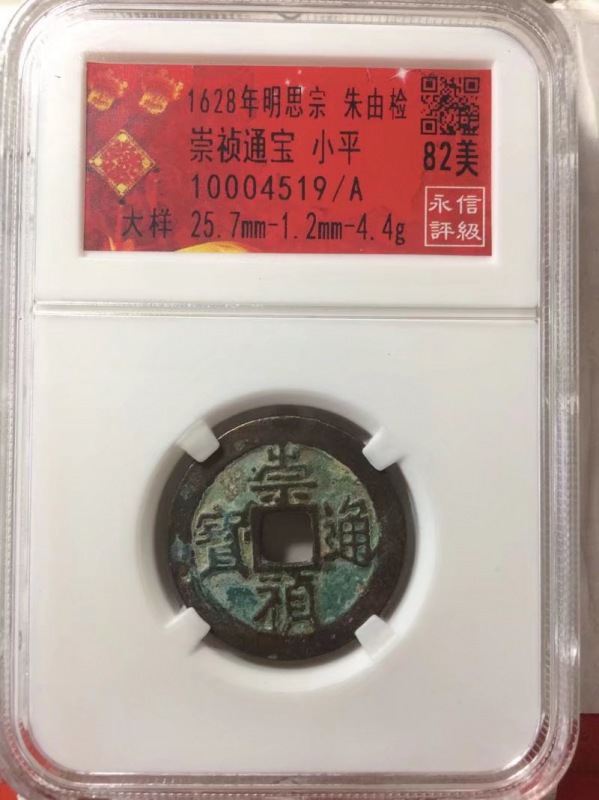 1628年明思宗 朱由检
崇祯通宝 小平
82美
10004519/A
大样 25.7mm-1.2mm-4.4g
永信
評級
崇禎通寶